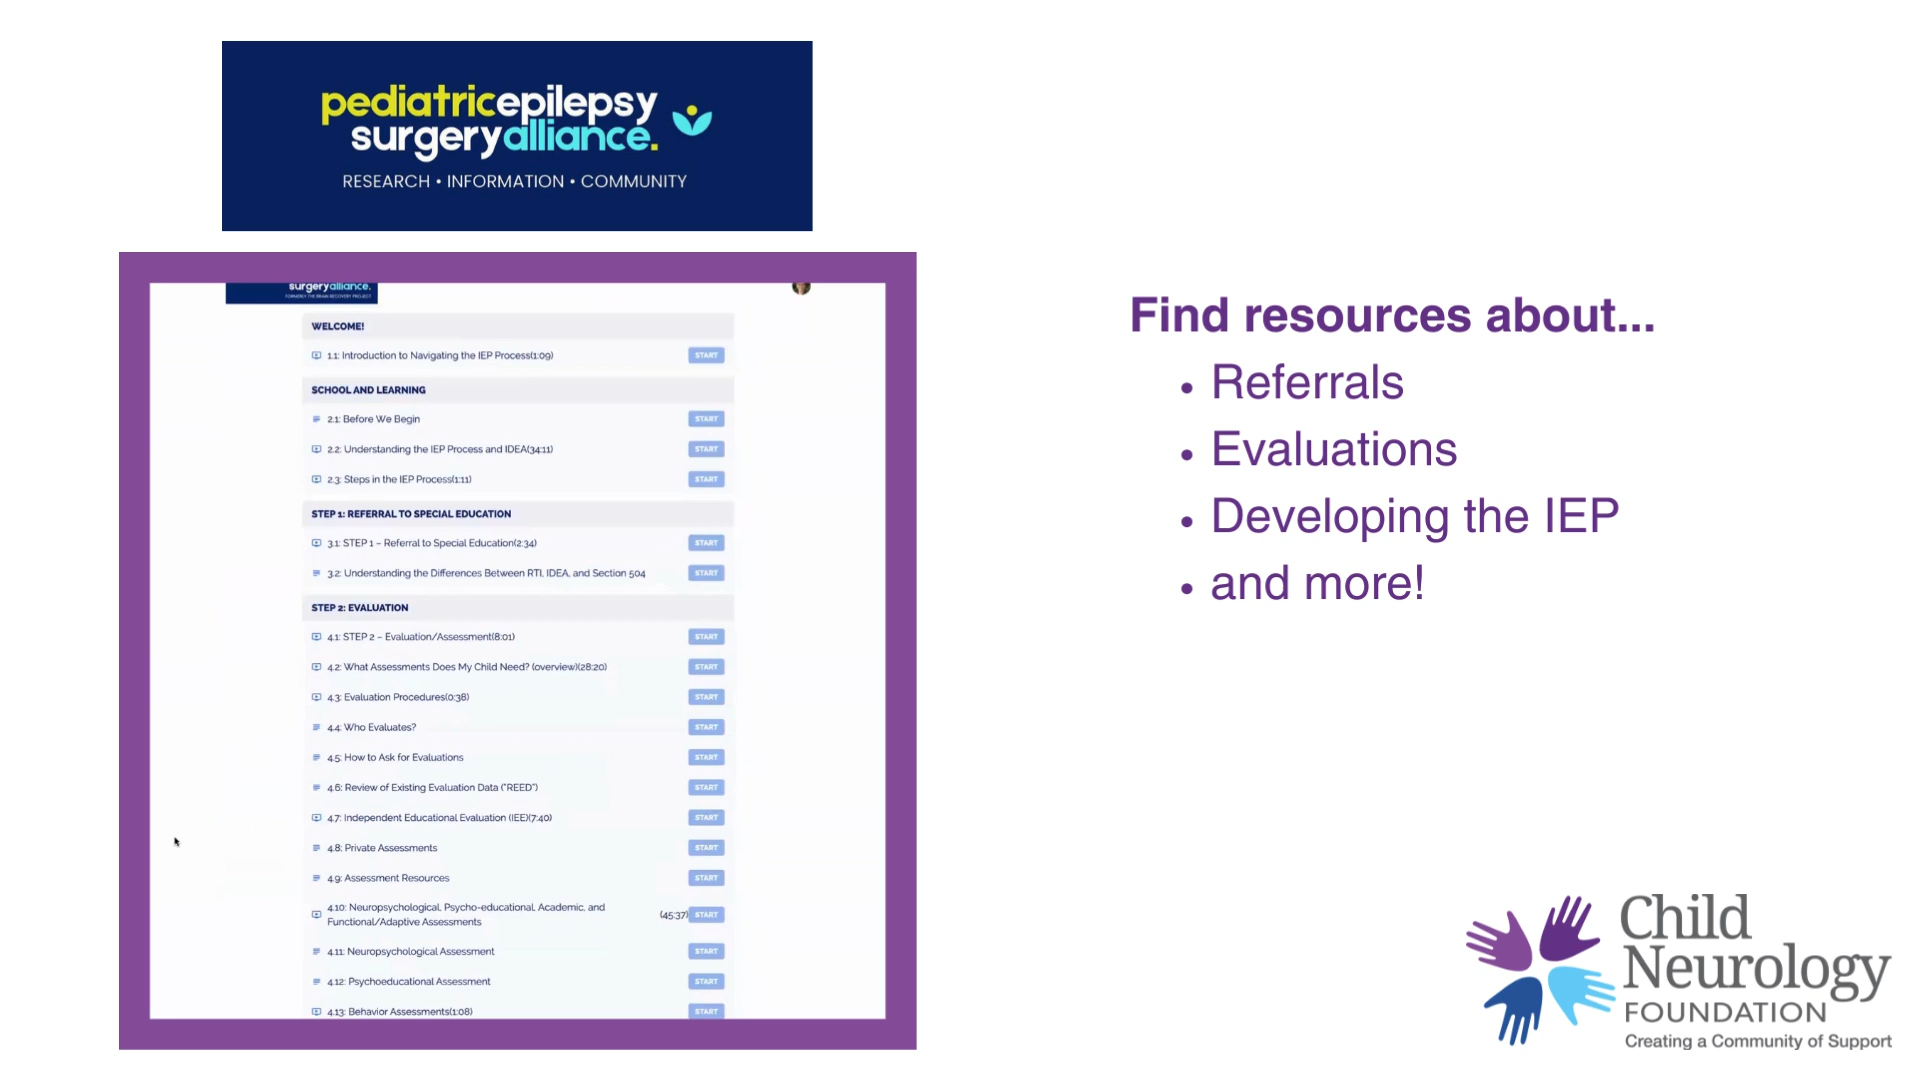 pediatricepilepsy
surgeryalliance.
RESEARCH • INFORMATION • COMMUNITY
surgeryalliance.
FORMERLY THE BRAIN RECOVERY PROJECT
WELCOME!
1.1: Introduction to Navigating the IEP Process(1:09)
START
SCHOOL AND LEARNING
2.1: Before We Begin
START
2.2: Understanding the IEP Process and IDEA(34:11)
START
2.3: Steps in the IEP Process(1:11)
START
STEP 1: REFERRAL TO SPECIAL EDUCATION
3.1: STEP 1 – Referral to Special Education(2:34)
START
3.2: Understanding the Differences Between RTI, IDEA, and Section 504
START
STEP 2: EVALUATION
4.1: STEP 2 – Evaluation/Assessment(8:01)
START
4.2: What Assessments Does My Child Need? (overview)(28:20)
START
4.3: Evaluation Procedures(0:38)
START
4.4: Who Evaluates?
START
4.5: How to Ask for Evaluations
START
4.6: Review of Existing Evaluation Data ("REED")
START
4.7: Independent Educational Evaluation (IEE)(7:40)
START
4.8: Private Assessments
START
4.9: Assessment Resources
START
4.10: Neuropsychological, Psycho-educational, Academic, and
Functional/Adaptive Assessments
(45:37)
START
4.11: Neuropsychological Assessment
START
4.12: Psychoeducational Assessment
START
4.13: Behavior Assessments(1:08)
START
Find resources about...
• Referrals
• Evaluations
• Developing the IEP
• and more!
Child
Neurology
FOUNDATION
Creating a Community of Support